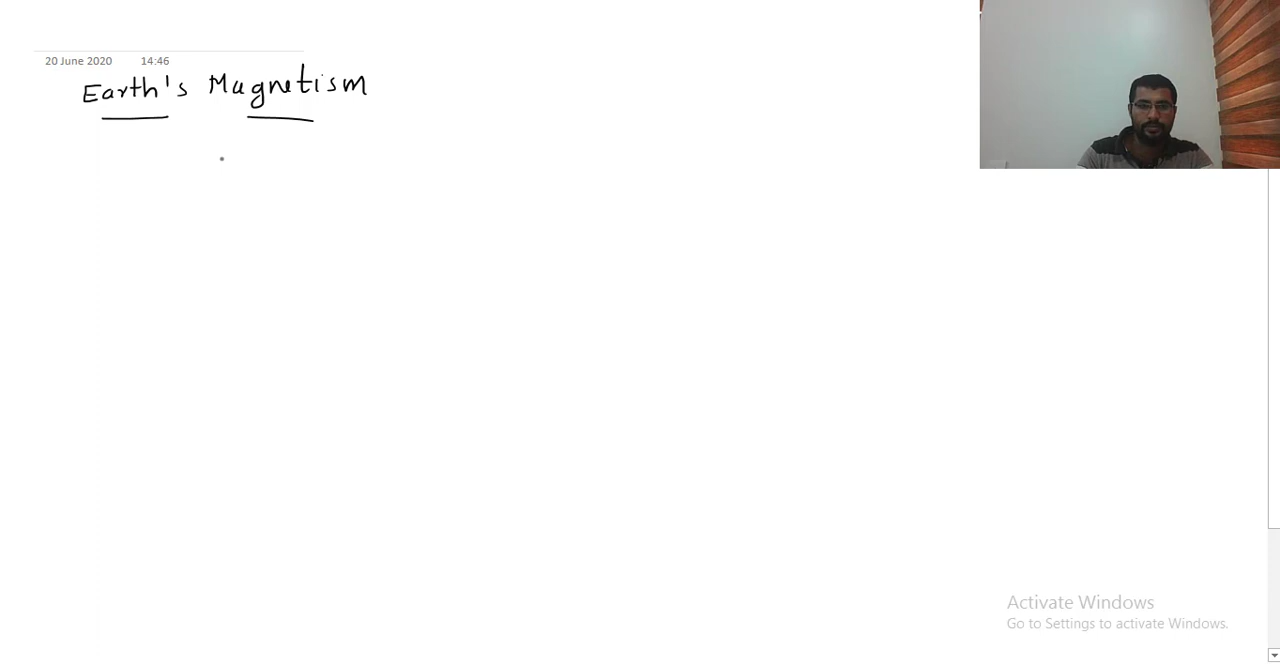 20 June 2020 14:46
Earth's Magnetism
Activate Windows
Go to Settings to activate Windows.